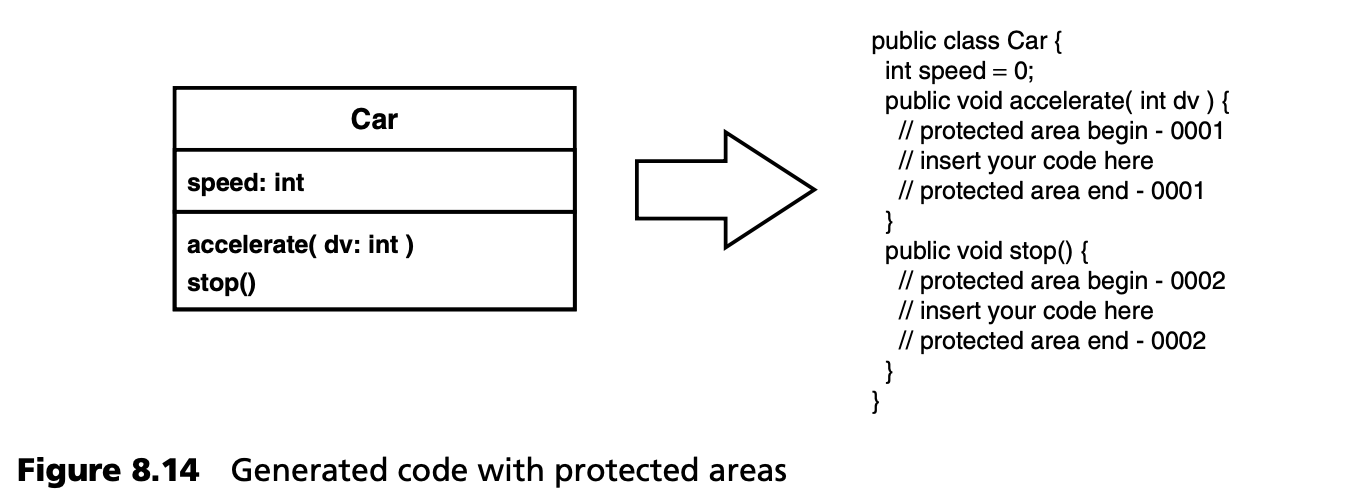 Car
speed: int
accelerate( dv: int )
stop()
public class Car {
int speed = 0;
public void accelerate( int dv ) {
// protected area begin - 0001
// insert your code here
// protected area end - 0001
}
public void stop() {
// protected area begin - 0002
// insert your code here
// protected area end - 0002
}
}
Figure 8.14 Generated code with protected areas